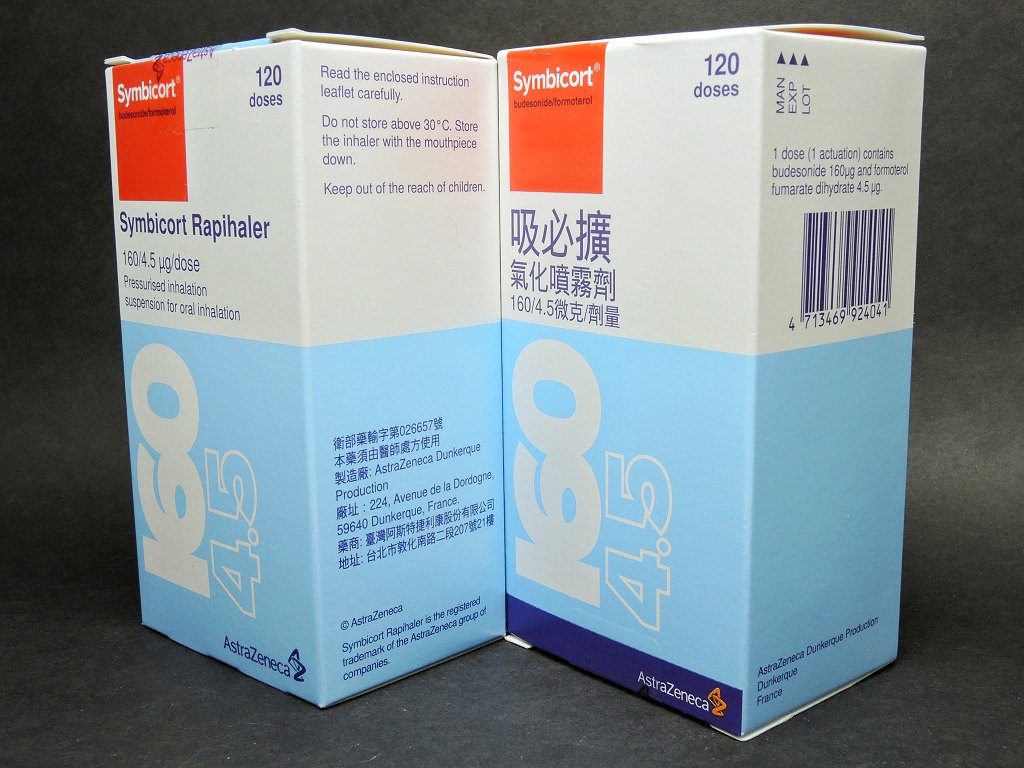 Symbicort®
budesonide/formoterol
120
doses
Symbicort Rapihaler
160/4.5 µg/dose
Pressurised inhalation
suspension for oral inhalation
160
4.5
AstraZeneca
Read the enclosed instruction
leaflet carefully.
Do not store above 30°C. Store
the inhaler with the mouthpiece
down.
Keep out of the reach of children.
衛部藥輸字第026657號
本藥須由醫師處方使用
製造廠: AstraZeneca Dunkerque
Production
廠址 : 224, Avenue de la Dordogne,
59640 Dunkerque, France.
藥商: 臺灣阿斯特捷利康股份有限公司
地址: 台北市敦化南路二段207號21樓
© AstraZeneca
Symbicort Rapihaler is the registered
trademark of the AstraZeneca group of
companies.
Symbicort®
budesonide/formoterol
120
doses
吸必擴
氣化噴霧劑
160/4.5微克/劑量
160
4.5
AstraZeneca
MAN
EXP
LOT
1 dose (1 actuation) contains
budesonide 160µg and formoterol
fumarate dihydrate 4.5 µg.
4 713469 924041
AstraZeneca Dunkerque Production
Dunkerque
France